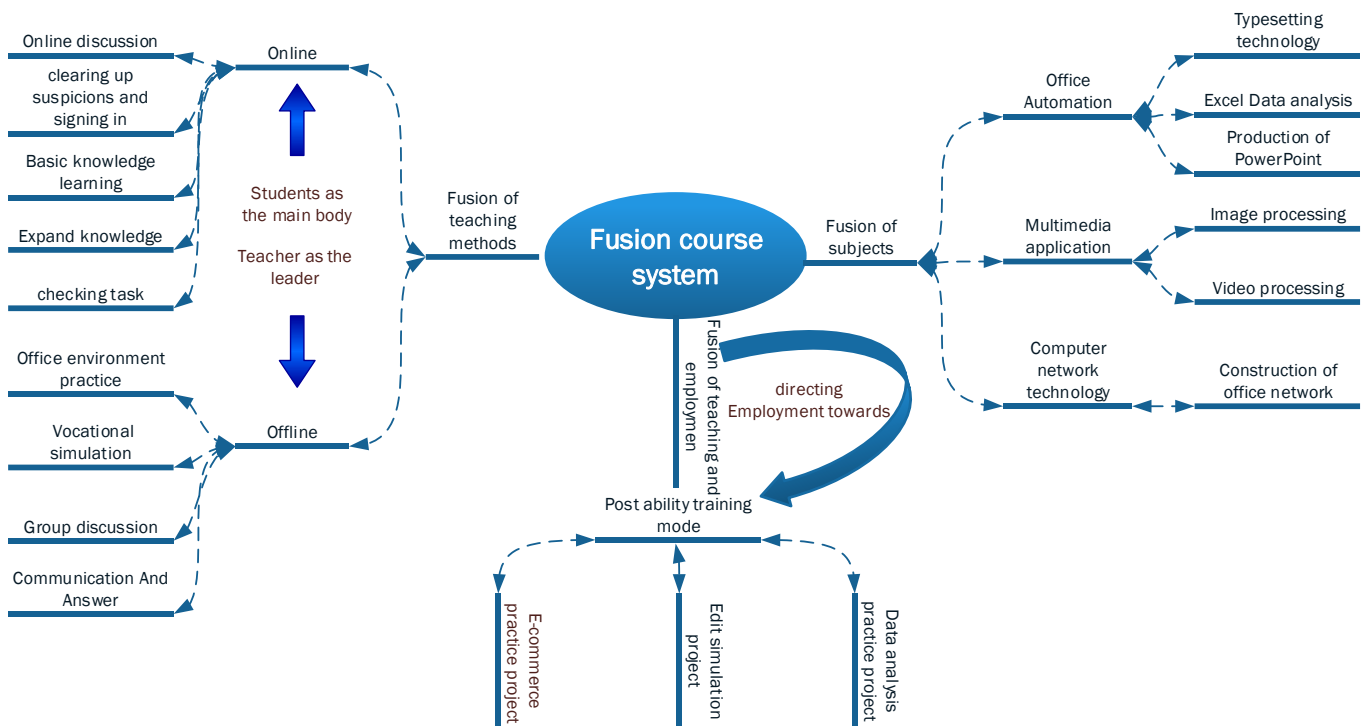 Online discussion
clearing up
suspicions and
signing in
Basic knowledge
learning
Expand knowledge
checking task
Office environment
practice
Vocational
simulation
Group discussion
Communication And
Answer
Online
Students as
the main body
Teacher as the
leader
Offline
Fusion of
teaching
methods
Fusion course
system
Fusion of teaching and
employmen
directing
Employment towards
Post ability training
mode
E-commerce
practice project
Edit simulation
project
Data analysis
practice project
Fusion of
subjects
Office
Automation
Typesetting
technology
Excel Data analysis
Production of
PowerPoint
Multimedia
application
Image processing
Video processing
Computer
network
technology
Construction of
office network